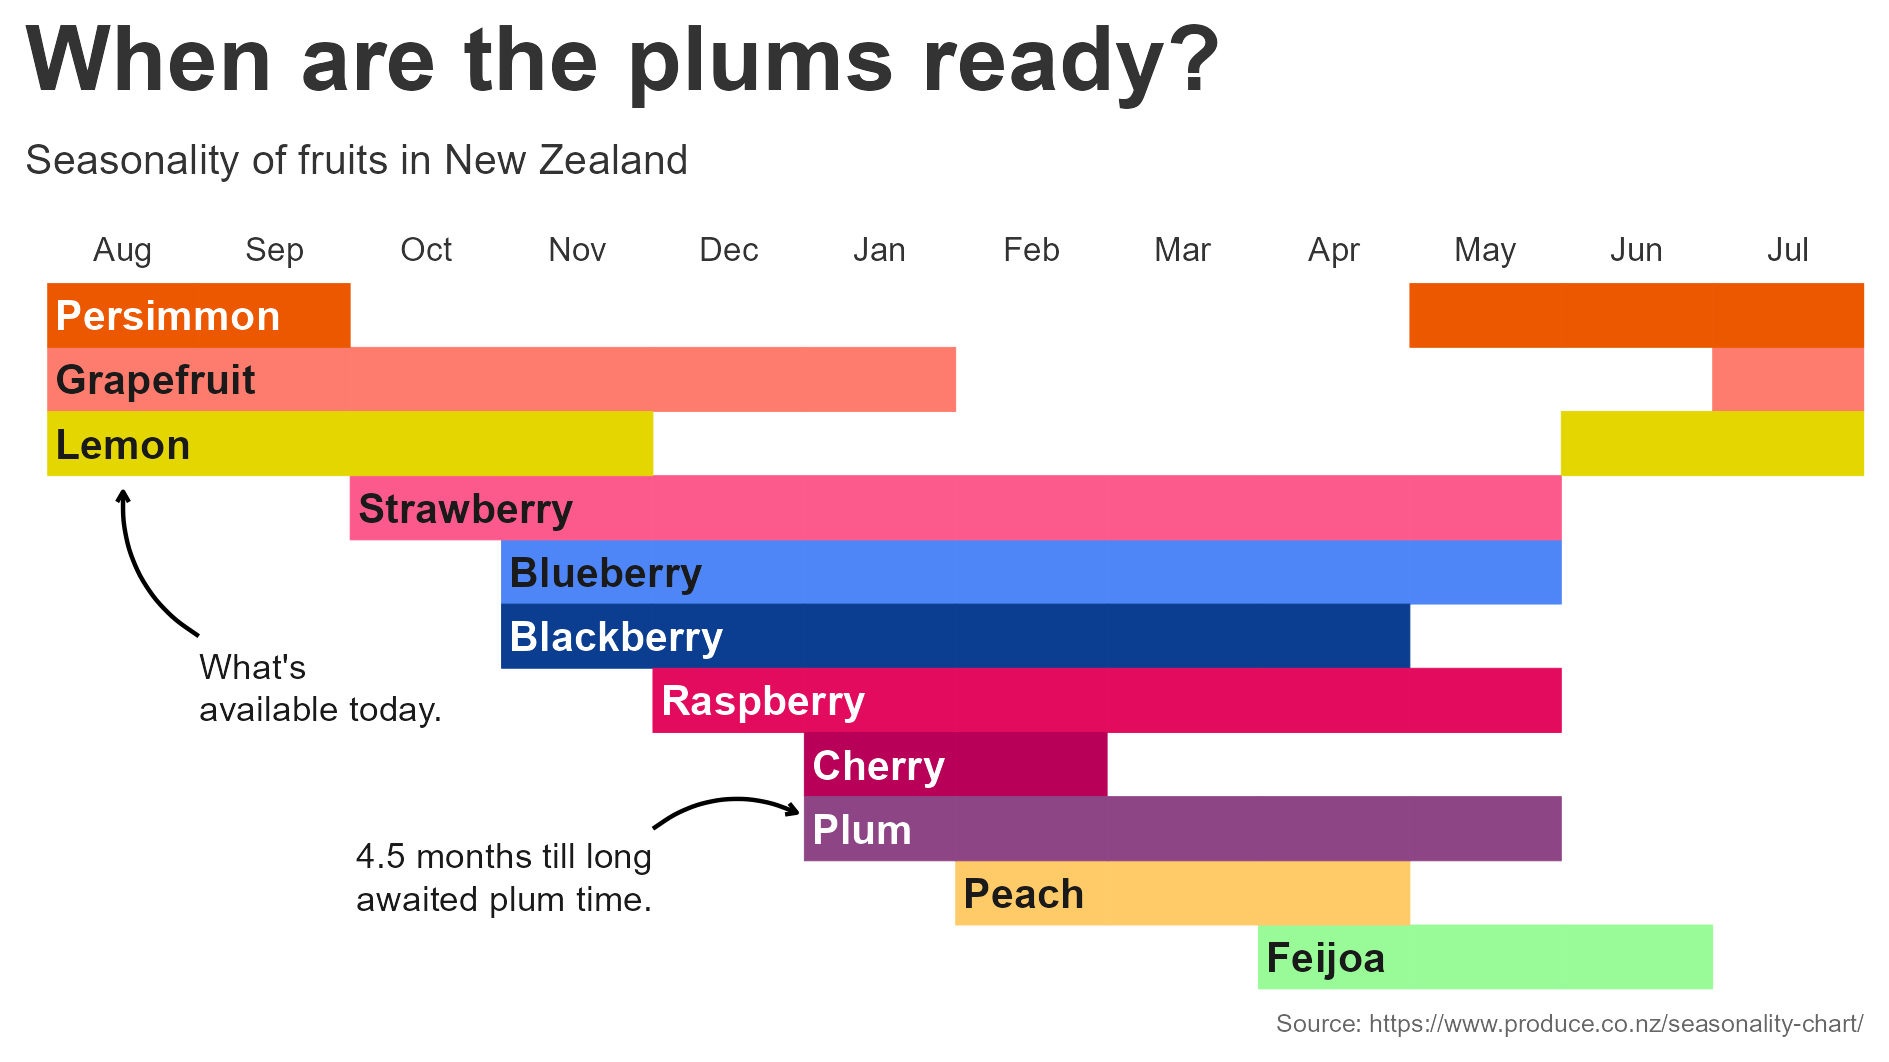 When are the plums ready?
Seasonality of fruits in New Zealand
Aug Sep Oct Nov Dec Jan Feb Mar Apr May Jun Jul
Persimmon
Grapefruit
Lemon
Strawberry
Blueberry
Blackberry
What's
available today.
Raspberry
Cherry
Plum
4.5 months till long
awaited plum time.
Peach
Feijoa
Source: https://www.produce.co.nz/seasonality-chart/